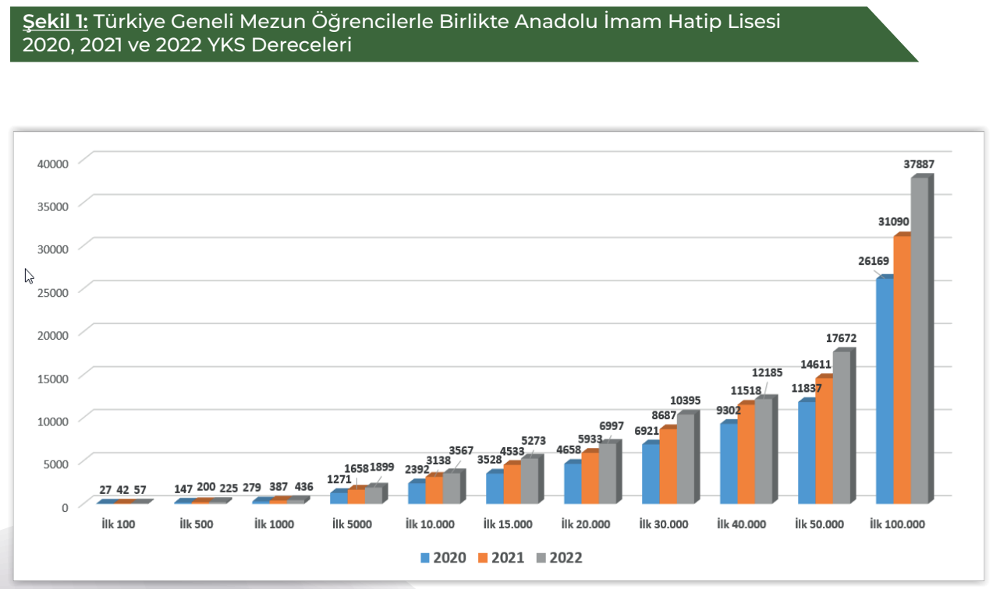 Şekil 1: Türkiye Geneli Mezun Öğrencilerle Birlikte Anadolu İmam Hatip Lisesi
2020, 2021 ve 2022 YKS Dereceleri
40000
35000
30000
25000
20000
15000
10000
5000
0
27 42 57
147 200 225
279 387 436
1271 1658 1899
2392 3138 3567
3528 4533 5273
4658 5933 6997
6921 8687 10395
9302 11518 12185
11837 14611 17672
26169 31090 37887
İlk 100 İlk 500 İlk 1000 İlk 5000 İlk 10.000 İlk 15.000 İlk 20.000 İlk 30.000 İlk 40.000 İlk 50.000 İlk 100.000
2020 2021 2022